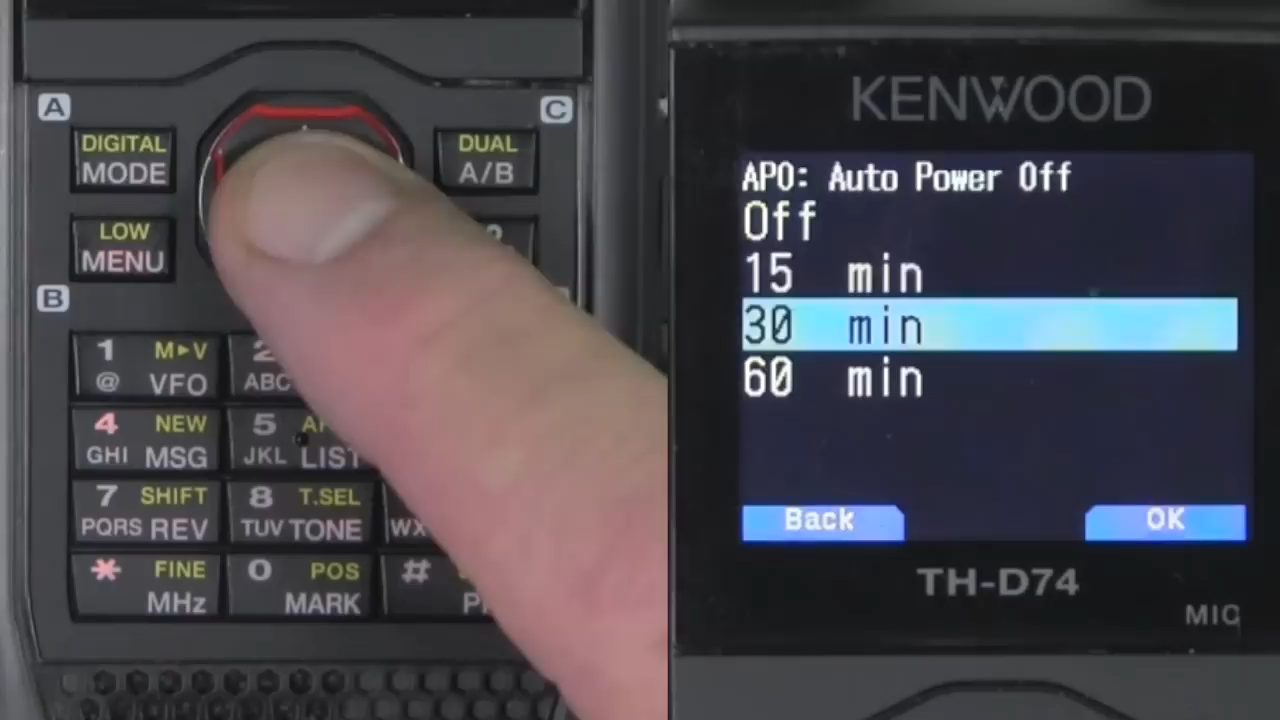 A
C
DIGITAL
MODE
DUAL
A/B
LOW
MENU
B
1 M►V
@ VFO
2
ABC
4 NEW
GHI MSG
5
JKL LIST
7 SHIFT
PQRS REV
8 T.SEL
TUV TONE
* FINE
MHz
0 POS
MARK
#
KENWOOD
APO: Auto Power Off
Off
15 min
30 min
60 min
Back
OK
TH-D74
MIC